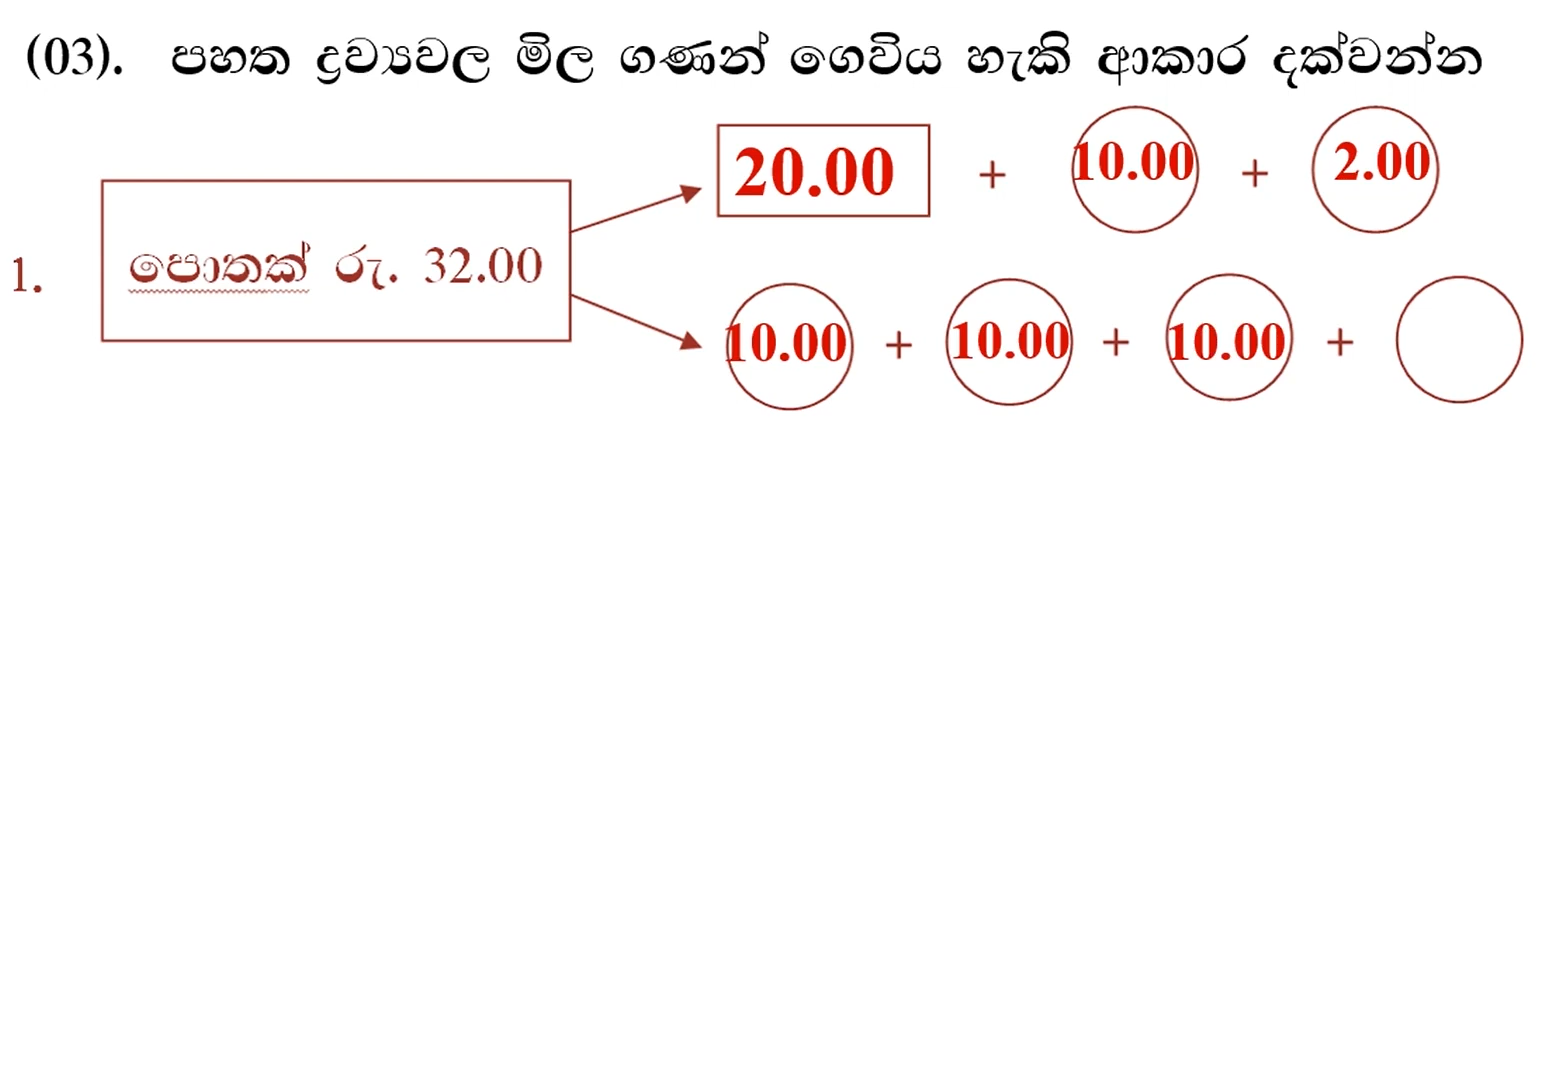 (03). පහත ද්‍රව්‍යවල මිල ගණන් ගෙවිය හැකි ආකාර දක්වන්න
20.00 + 10.00 + 2.00
1. පොතක් රු. 32.00
10.00 + 10.00 + 10.00 +